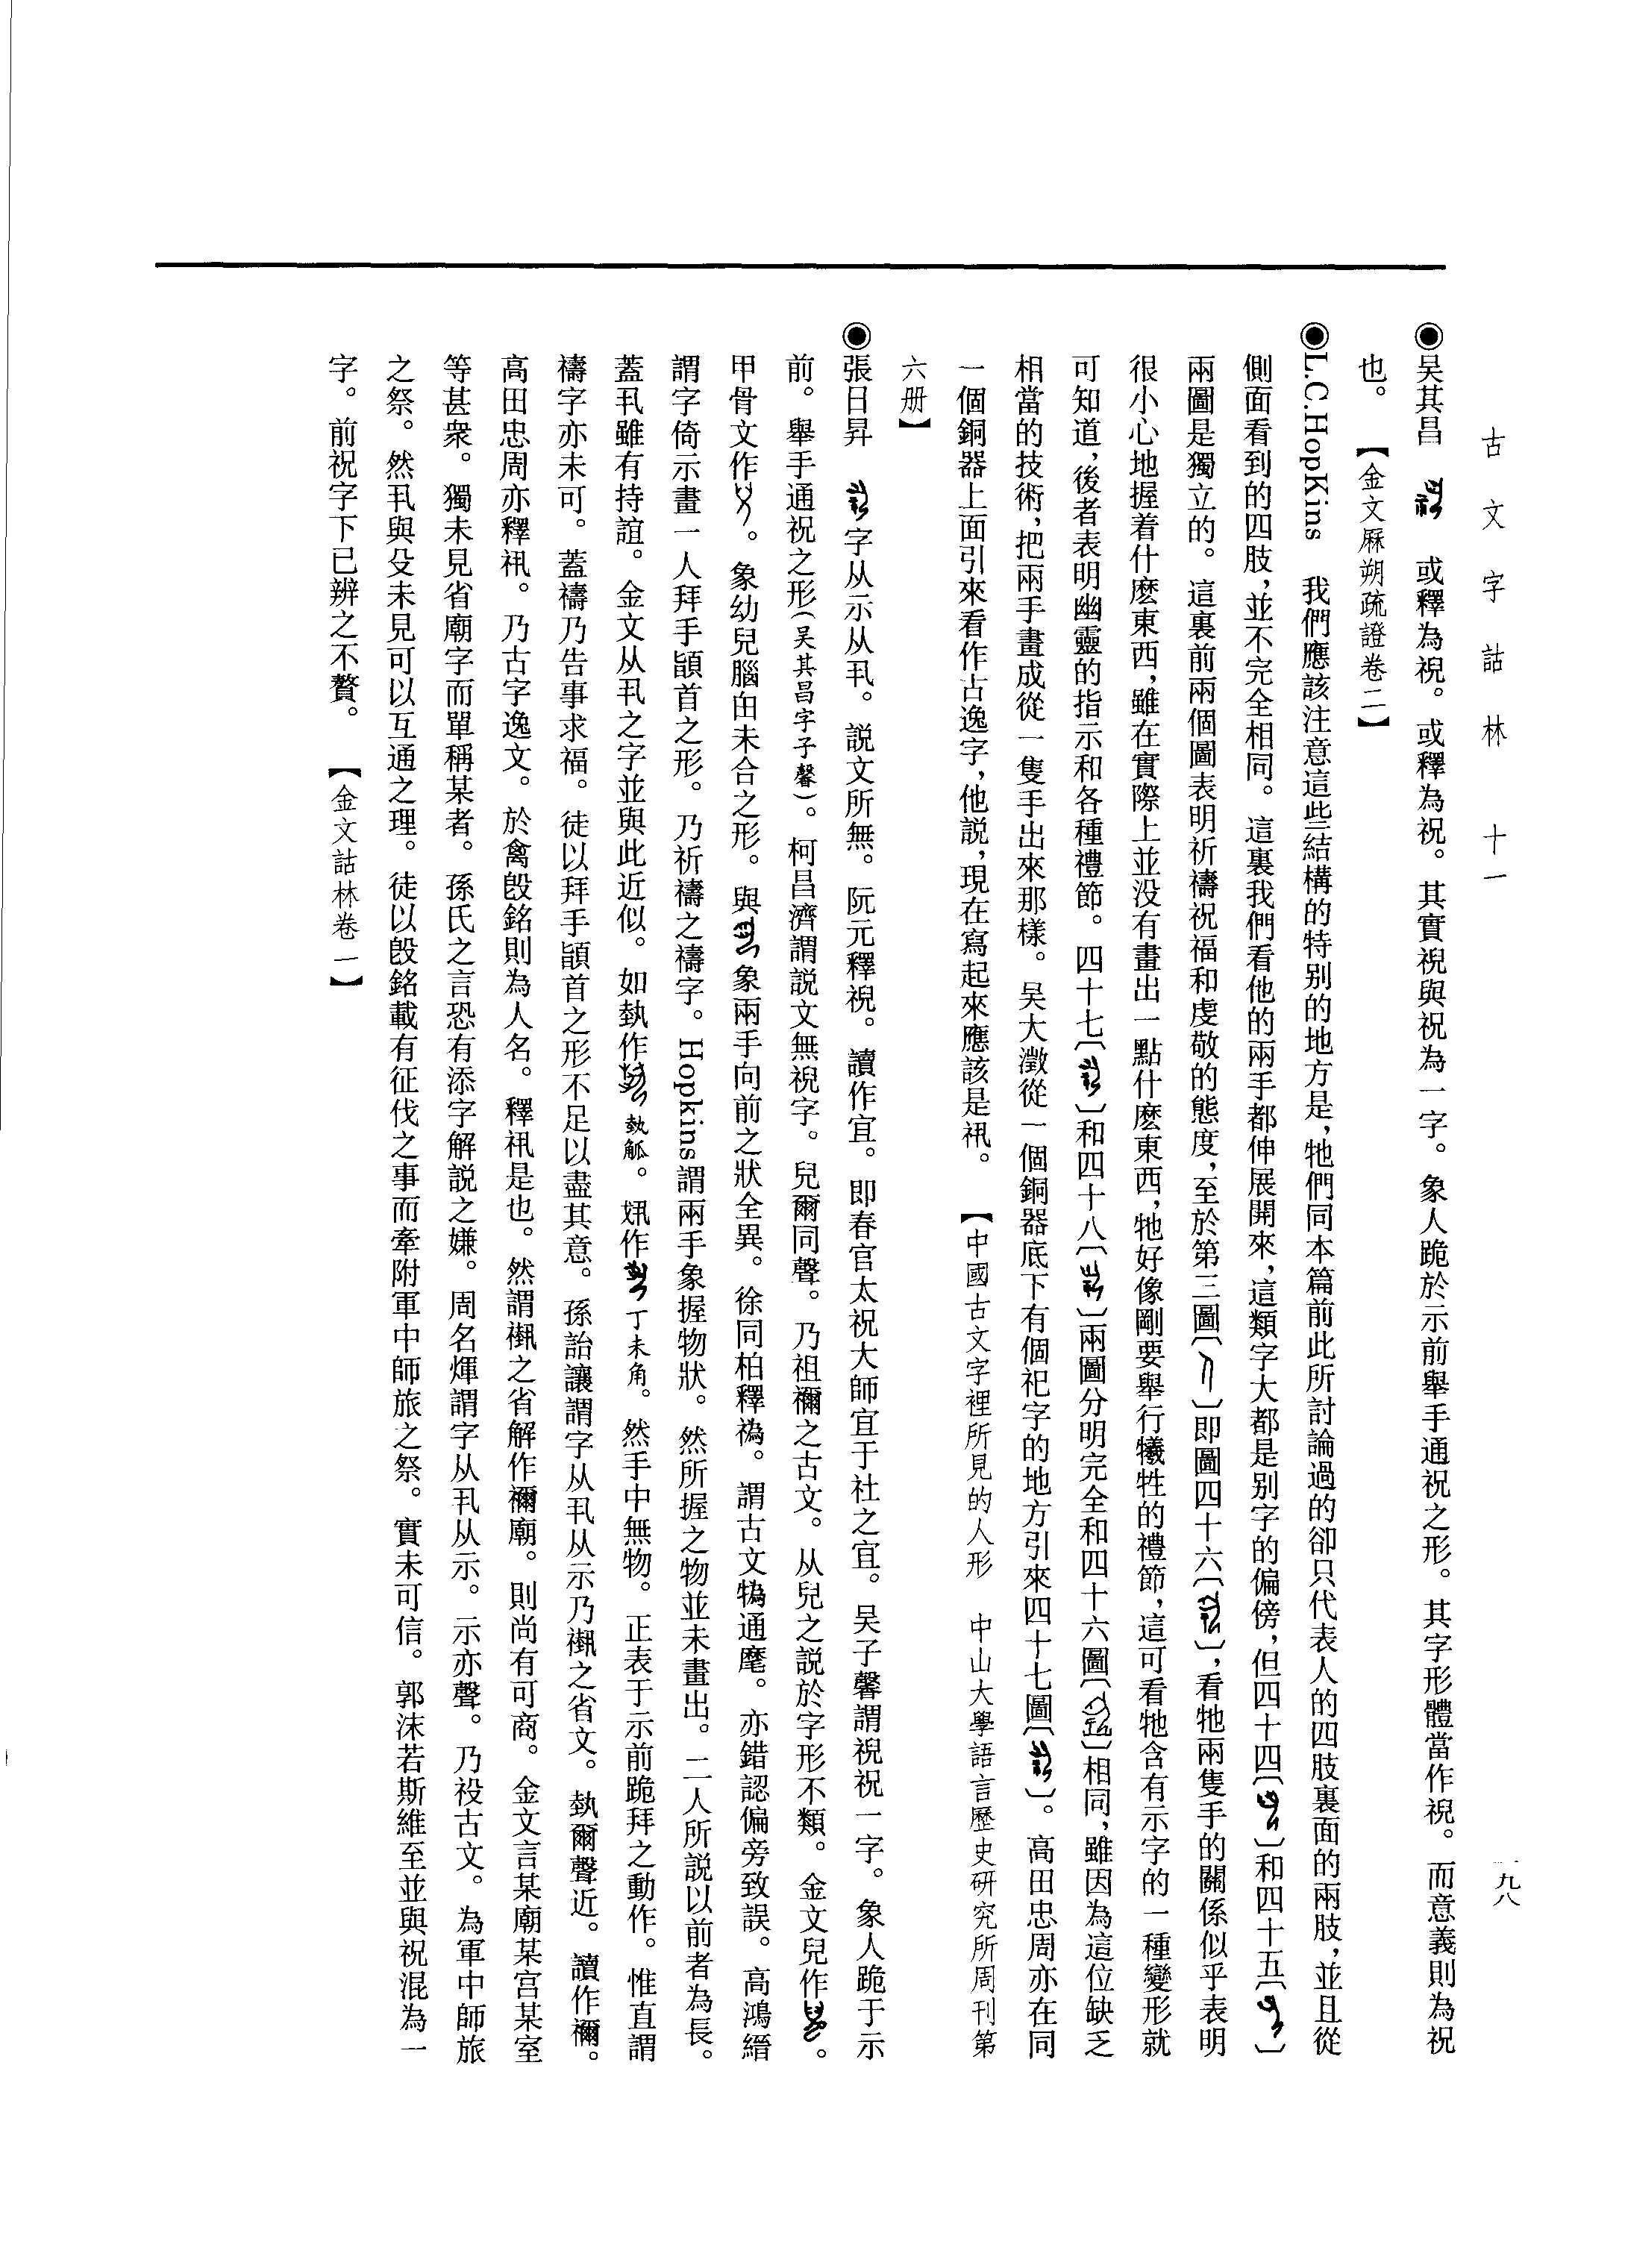 古文字詁林 十一
一九八
◉吴其昌 或釋為祝。或釋為祝。其實祝與祝為一字。象人跪於示前舉手通祝之形。其字形體當作祝。而意義則為祝
也。 【金文厤朔疏證卷二】
◉L.C.HopKins 我們應該注意這些結構的特别的地方是，牠們同本篇前此所討論過的卻只代表人的四肢裏面的兩肢，並且從
側面看到的四肢，並不完全相同。這裏我們看他的兩手都伸展開來，這類字大都是别字的偏傍，但四十四〔〕和四十五〔〕
兩圖是獨立的。這裏前兩個圖表明祈禱祝福和虔敬的態度，至於第三圖〔〕即圖四十六〔〕，看牠兩隻手的關係似乎表明
很小心地握着什麽東西，雖在實際上並没有畫出一點什麽東西，牠好像剛要舉行犧牲的禮節，這可看牠含有示字的一種變形就
可知道，後者表明幽靈的指示和各種禮節。四十七〔〕和四十八〔〕兩圖分明完全和四十六圖〔〕相同，雖因為這位缺乏
相當的技術，把兩手畫成從一隻手出來那樣。吴大澂從一個銅器底下有個祀字的地方引來四十七圖〔〕。高田忠周亦在同
一個銅器上面引來看作古逸字，他説，現在寫起來應該是䄥。 【中國古文字裡所見的人形 中山大學語言歷史研究所周刊第
六册】
◉張日昇 字从示从丮。説文所無。阮元釋祝。讀作宜。即春官太祝大師宜于社之宜。吴子馨謂祝祝一字。象人跪于示
前。舉手通祝之形（吴其昌字子馨）。柯昌濟謂説文無祝字。兒爾同聲。乃祖禰之古文。从兒之説於字形不類。金文兒作。
甲骨文作。象幼兒腦囟未合之形。與象兩手向前之狀全異。徐同柏釋䄚。謂古文㧑通麾。亦錯認偏旁致誤。高鴻縉
謂字倚示畫一人拜手䭫首之形。乃祈禱之禱字。Hopkins謂兩手象握物狀。然所握之物並未畫出。二人所説以前者為長。
蓋丮雖有持誼。金文从丮之字並與此近似。如埶作埶觚。㚩作丁未角。然手中無物。正表于示前跪拜之動作。惟直謂
禱字亦未可。蓋禱乃告事求福。徒以拜手䭫首之形不足以盡其意。孫詒讓謂字从丮从示乃褹之省文。埶爾聲近。讀作禰。
高田忠周亦釋䄥。乃古字逸文。於禽𣪘銘則為人名。釋䄥是也。然謂褹之省解作禰廟。則尚有可商。金文言某廟某宫某室
等甚衆。獨未見省廟字而單稱某者。孫氏之言恐有添字解説之嫌。周名煇謂字从丮从示。示亦聲。乃祋古文。為軍中師旅
之祭。然丮與殳未見可以互通之理。徒以𣪘銘載有征伐之事而牽附軍中師旅之祭。實未可信。郭沫若斯維至並與祝混為一
字。前祝字下已辨之不贅。 【金文詁林卷一】